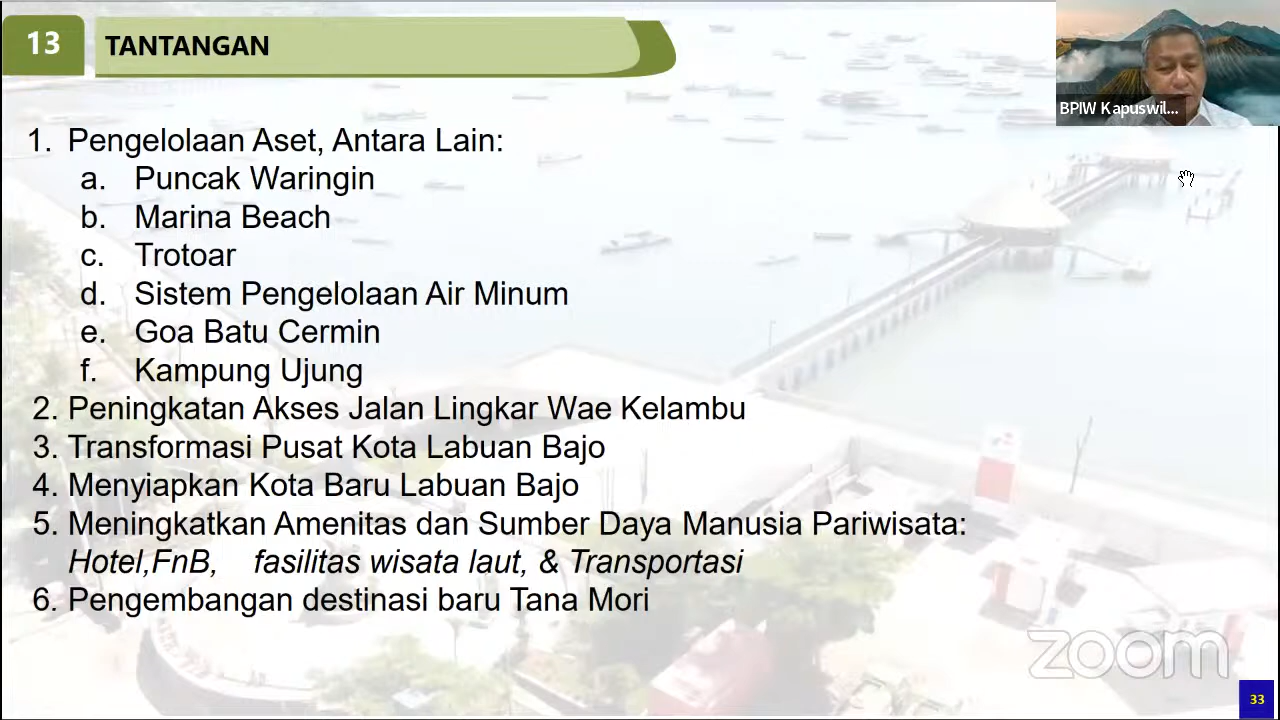 13
TANTANGAN
BPIW Kapuswil...
1. Pengelolaan Aset, Antara Lain:
a. Puncak Waringin
b. Marina Beach
c. Trotoar
d. Sistem Pengelolaan Air Minum
e. Goa Batu Cermin
f. Kampung Ujung
2. Peningkatan Akses Jalan Lingkar Wae Kelambu
3. Transformasi Pusat Kota Labuan Bajo
4. Menyiapkan Kota Baru Labuan Bajo
5. Meningkatkan Amenitas dan Sumber Daya Manusia Pariwisata:
Hotel,FnB, fasilitas wisata laut, & Transportasi
6. Pengembangan destinasi baru Tana Mori
zoom
33